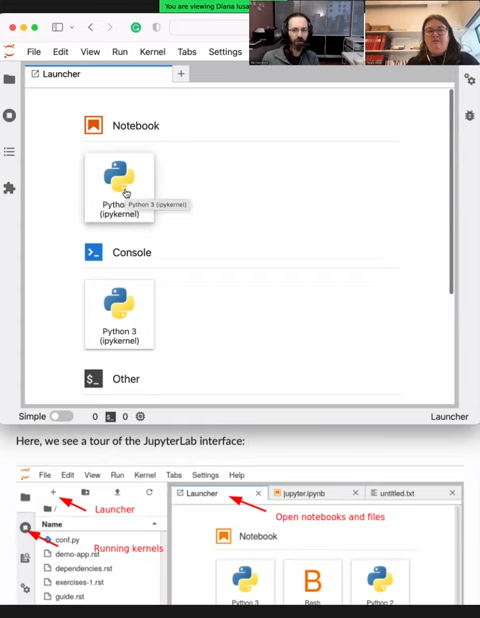 You are viewing Diana Iusa
File Edit View Run Kernel Tabs Settings
Launcher
Notebook
Pytho
(ipykernel)
Python 3 (ipykernel)
Console
Python 3
(ipykernel)
$_ Other
Simple 0 $_ 0 Launcher
Here, we see a tour of the JupyterLab interface:
File Edit View Run Kernel Tabs Settings Help
Launcher
/
Name
conf.py
demo-app.rst
dependencies.rst
exercises-1.rst
guide.rst
Running kernels
Launcher jupyter.ipynb untitled.txt
Open notebooks and files
Notebook
B
Python 3 Bash Python 2